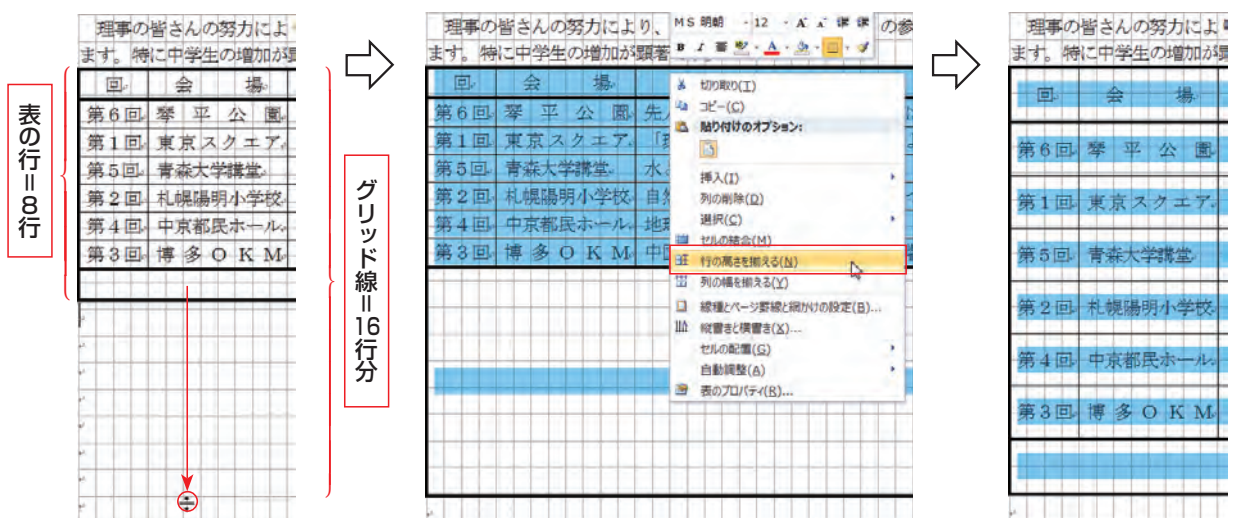 表の行＝8行
理事の皆さんの努力によ
ます。特に中学生の増加が
回 会 場
第6回 琴平公園
第1回 東京スクエア
第5回 青森大学講堂
第2回 札幌陽明小学校
第4回 中京都民ホール
第3回 博多OKM
グリッド線＝16行分
理事の皆さんの努力により、
の参
ます。特に中学生の増加が顕著
MS 明朝 12
回 会 場
第6回 琴平公園 先
第1回 東京スクエア
第5回 青森大学講堂 水
第2回 札幌陽明小学校 自
第4回 中京都民ホール 地
第3回 博多OKM 中
切り取り(T)
コピー(C)
貼り付けのオプション:
挿入(I)
列の削除(D)
選択(C)
セルの結合(M)
行の高さを揃える(N)
列の幅を揃える(Y)
線種とページ罫線と網かけの設定(B)...
縦書きと横書き(X)...
セルの配置(G)
自動調整(A)
表のプロパティ(R)...
理事の皆さんの努力により
ます。特に中学生の増加が
回 会 場
第6回 琴平公園
第1回 東京スクエア
第5回 青森大学講堂
第2回 札幌陽明小学校
第4回 中京都民ホール
第3回 博多OKM